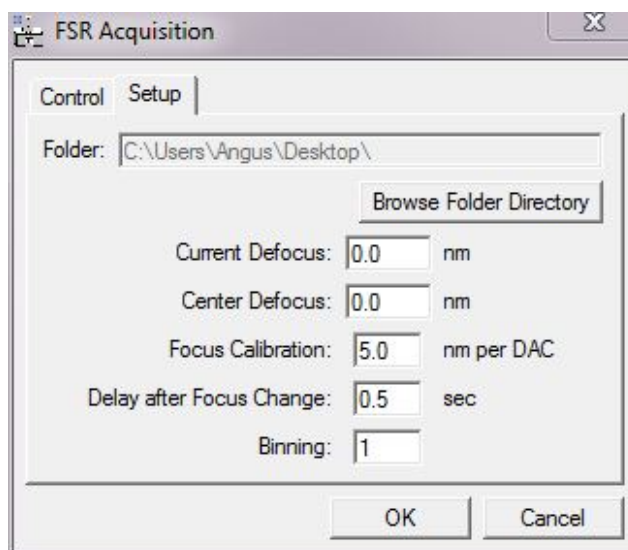 FSR Acquisition
Control Setup
Folder: C:\Users\Angus\Desktop\
Browse Folder Directory
Current Defocus: 0.0 nm
Center Defocus: 0.0 nm
Focus Calibration: 5.0 nm per DAC
Delay after Focus Change: 0.5 sec
Binning: 1
OK Cancel